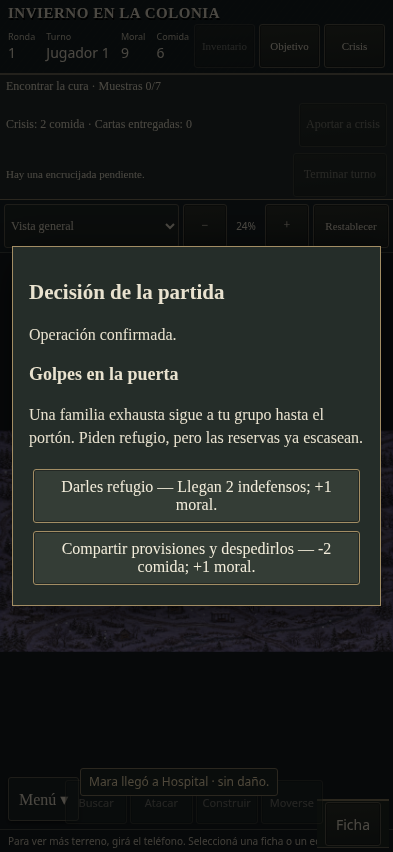 INVIERNO EN LA COLONIA
Ronda Turno Moral Comida
1 Jugador 1 9 6
Inventario Objetivo Crisis
Encontrar la cura · Muestras 0/7
Crisis: 2 comida · Cartas entregadas: 0
Aportar a crisis
Hay una encrucijada pendiente.
Terminar turno
Vista general − 24% + Restablecer
Decisión de la partida
Operación confirmada.
Golpes en la puerta
Una familia exhausta sigue a tu grupo hasta el
portón. Piden refugio, pero las reservas ya escasean.
Darles refugio — Llegan 2 indefensos; +1
moral.
Compartir provisiones y despedirlos — -2
comida; +1 moral.
Mara llegó a Hospital · sin daño.
Menú ▾ Buscar Atacar Construir Moverse
Ficha
Para ver más terreno, girá el teléfono. Seleccioná una ficha o un